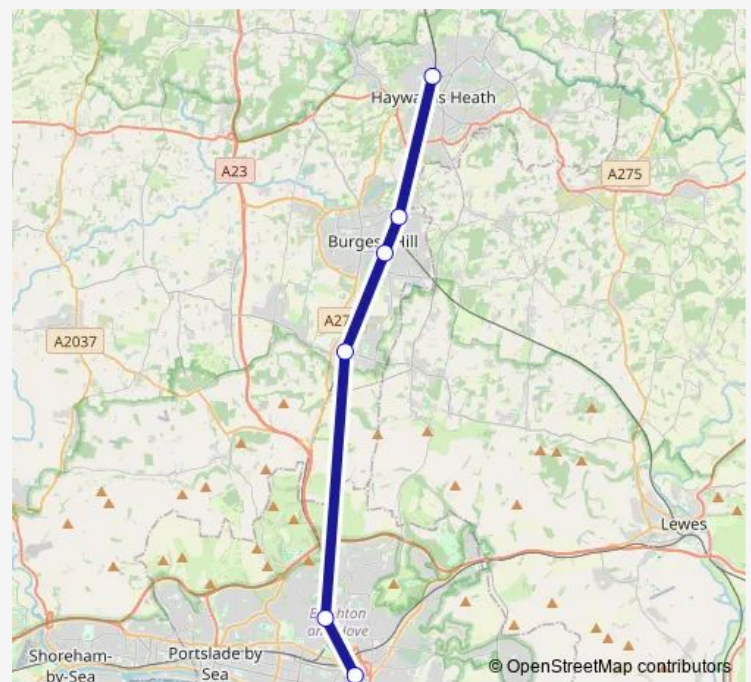 Haywards Heath
A23
A275
Burgess Hill
A27
A2037
Lewes
Brighton
and Hove
Shoreham-
by-Sea
Portslade by
Sea
© OpenStreetMap contributors